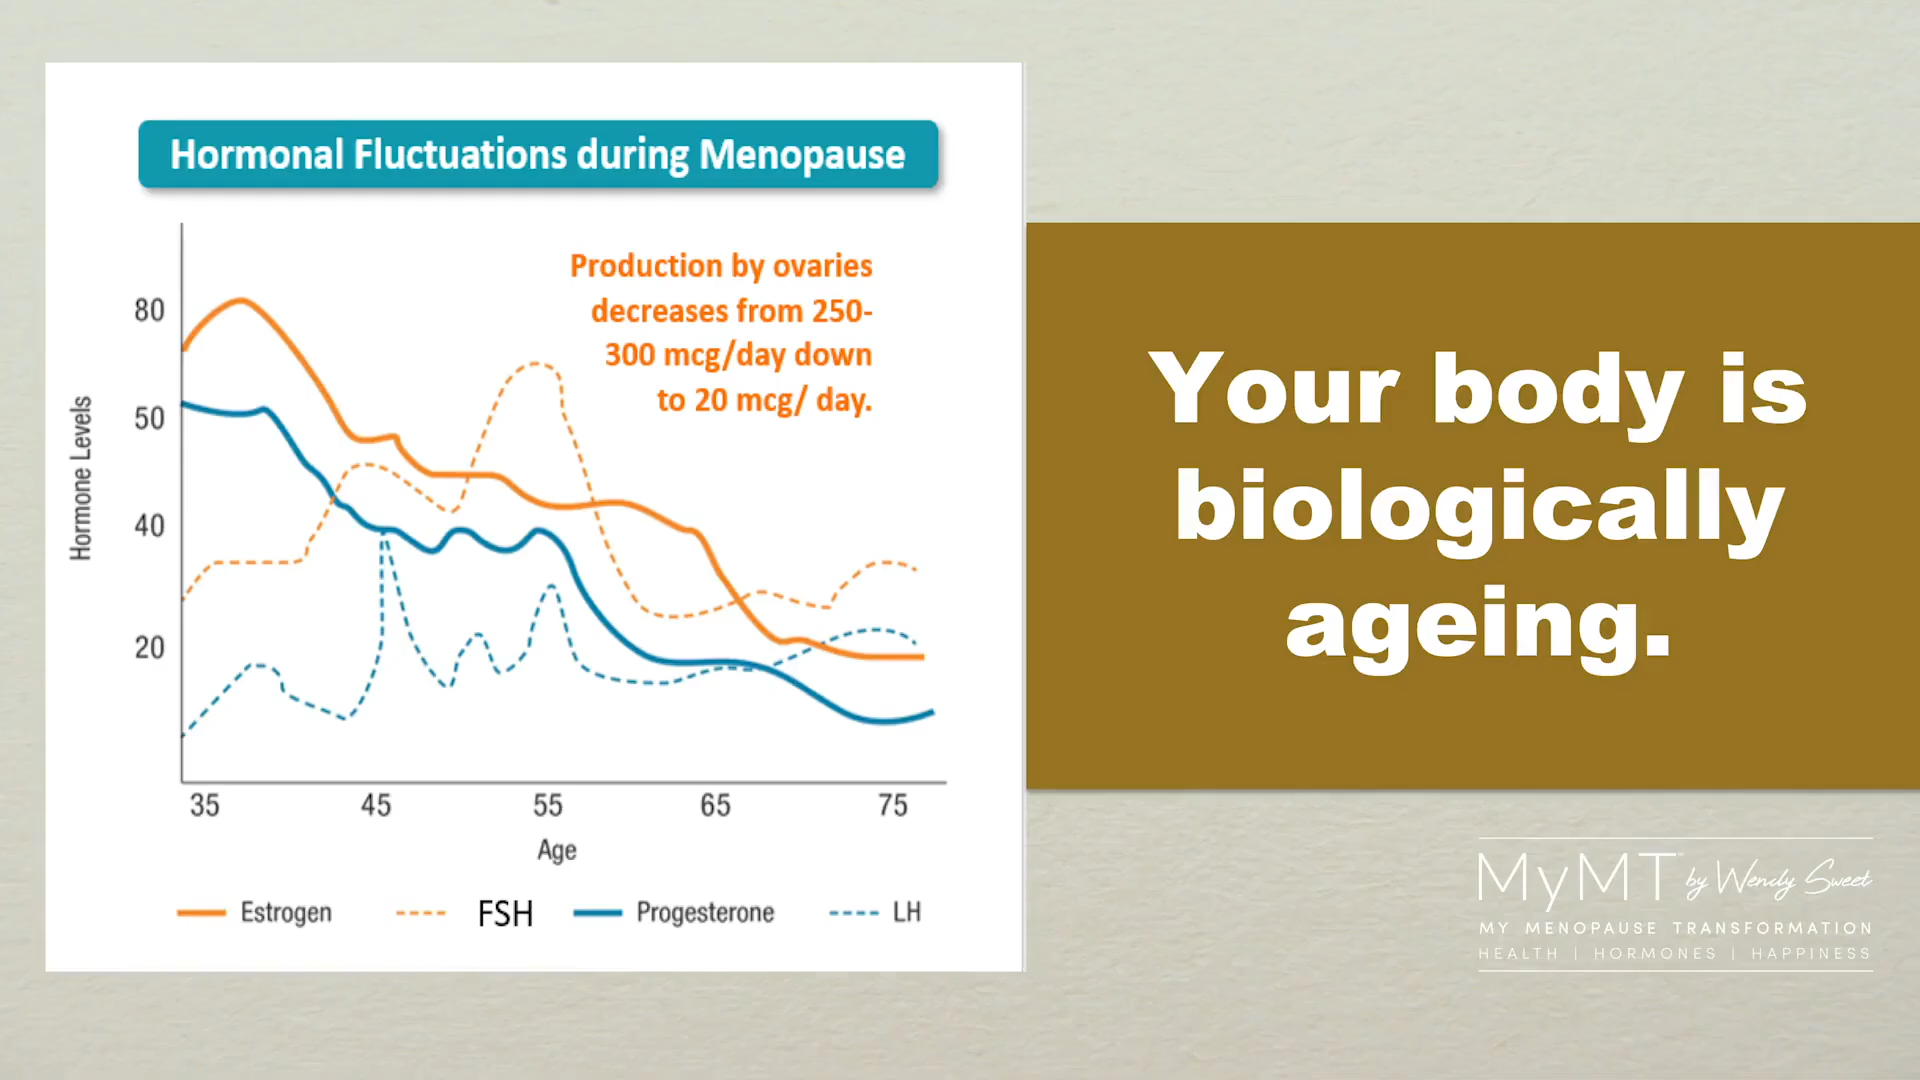 Hormonal Fluctuations during Menopause
Production by ovaries
decreases from 250-
300 mcg/day down
to 20 mcg/ day.
Hormone Levels
80
50
40
20
35 45 55 65 75
Age
Estrogen FSH Progesterone LH
Your body is
biologically
ageing.
MyMT™ by Wendy Sweet
MY MENOPAUSE TRANSFORMATION
HEALTH | HORMONES | HAPPINESS